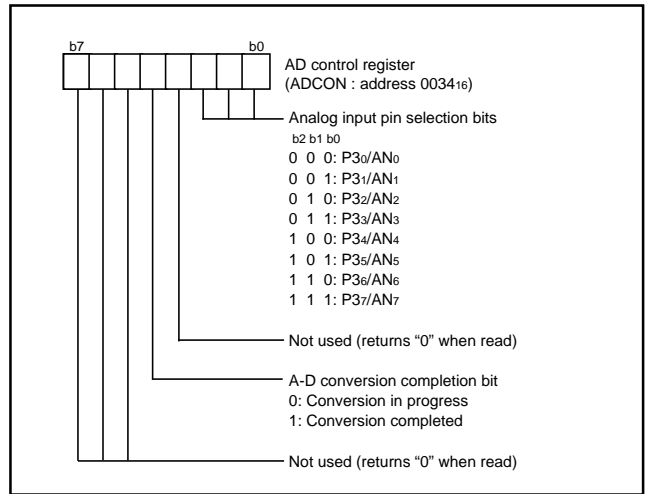 b7 b0
AD control register
(ADCON : address 003416)
Analog input pin selection bits
b2 b1 b0
0 0 0: P30/AN0
0 0 1: P31/AN1
0 1 0: P32/AN2
0 1 1: P33/AN3
1 0 0: P34/AN4
1 0 1: P35/AN5
1 1 0: P36/AN6
1 1 1: P37/AN7
Not used (returns “0” when read)
A-D conversion completion bit
0: Conversion in progress
1: Conversion completed
Not used (returns “0” when read)